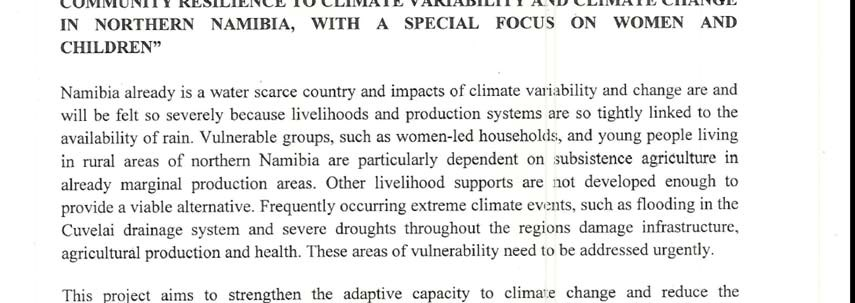 COMMUNITY RESILIENCE TO CLIMATE VARIABILITY AND CLIMATE CHANGE
IN NORTHERN NAMIBIA, WITH A SPECIAL FOCUS ON WOMEN AND
CHILDREN”
Namibia already is a water scarce country and impacts of climate variability and change are and
will be felt so severely because livelihoods and production systems are so tightly linked to the
availability of rain. Vulnerable groups, such as women-led households, and young people living
in rural areas of northern Namibia are particularly dependent on subsistence agriculture in
already marginal production areas. Other livelihood supports are not developed enough to
provide a viable alternative. Frequently occurring extreme climate events, such as flooding in the
Cuvelai drainage system and severe droughts throughout the regions damage infrastructure,
agricultural production and health. These areas of vulnerability need to be addressed urgently.
This project aims to strengthen the adaptive capacity to climate change and reduce the